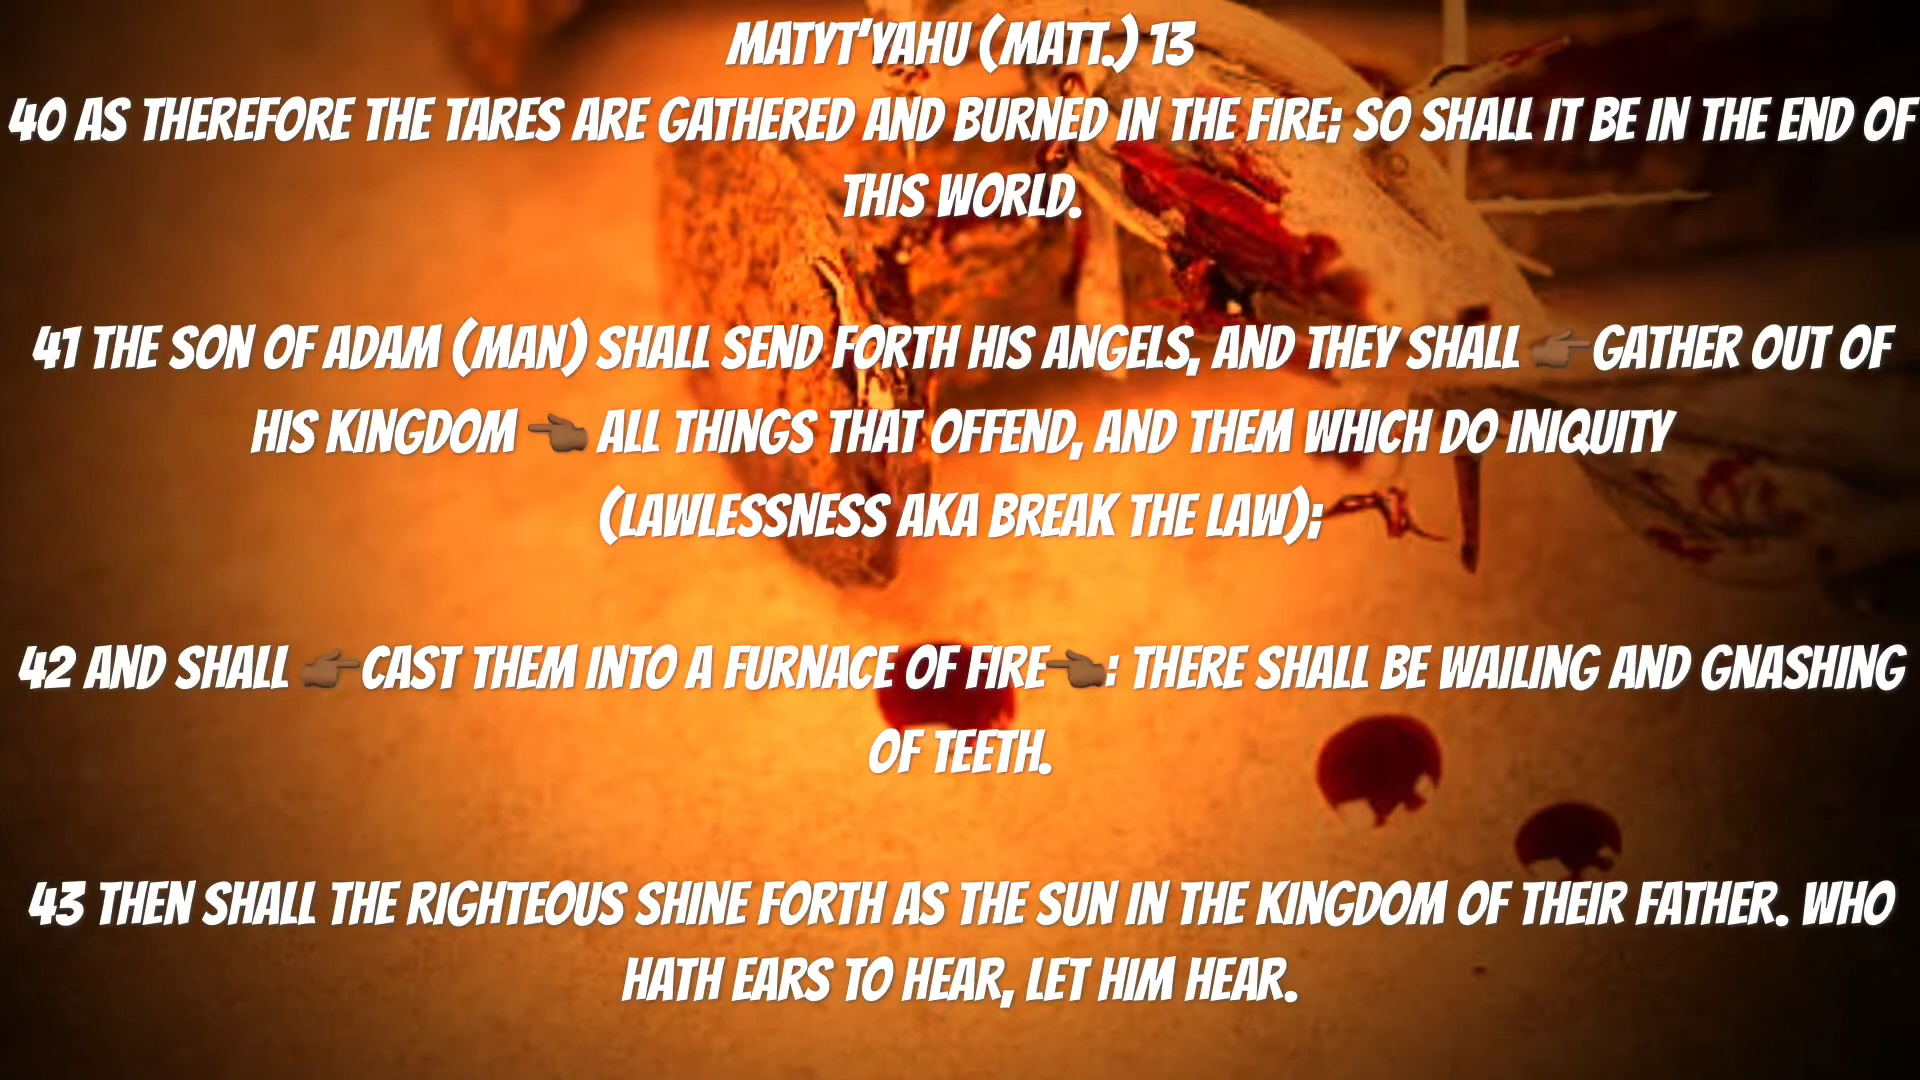 MATYT'YAHU (MATT.) 13
40 AS THEREFORE THE TARES ARE GATHERED AND BURNED IN THE FIRE; SO SHALL IT BE IN THE END OF
THIS WORLD.
41 THE SON OF ADAM (MAN) SHALL SEND FORTH HIS ANGELS, AND THEY SHALL 👉🏾GATHER OUT OF
HIS KINGDOM 👈🏾 ALL THINGS THAT OFFEND, AND THEM WHICH DO INIQUITY
(LAWLESSNESS AKA BREAK THE LAW):
42 AND SHALL 👉🏾CAST THEM INTO A FURNACE OF FIRE👈🏾: THERE SHALL BE WAILING AND GNASHING
OF TEETH.
43 THEN SHALL THE RIGHTEOUS SHINE FORTH AS THE SUN IN THE KINGDOM OF THEIR FATHER. WHO
HATH EARS TO HEAR, LET HIM HEAR.